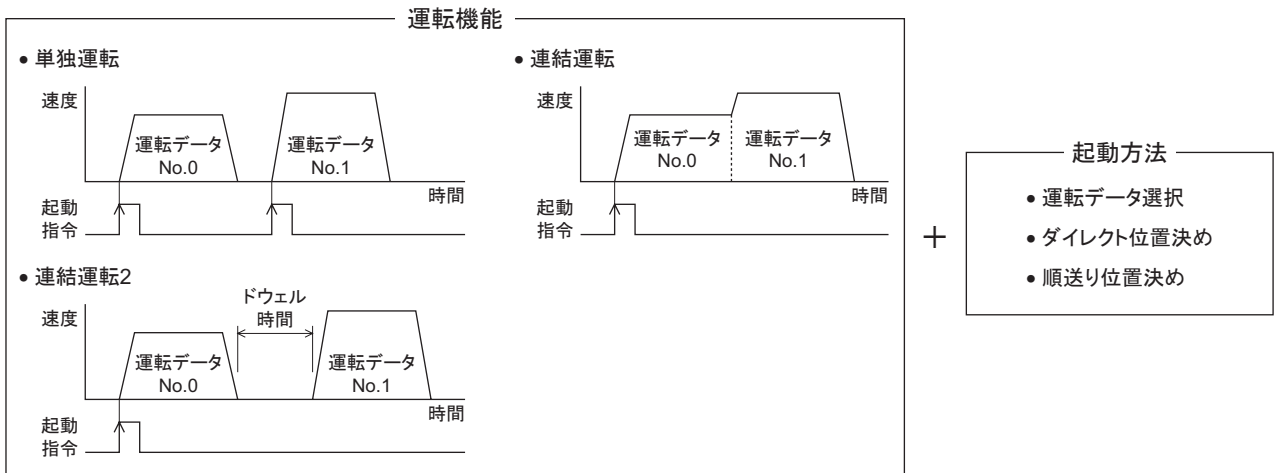 運転機能
• 単独運転
速度
運転データ
No.0
運転データ
No.1
時間
起動
指令
• 連結運転
速度
運転データ
No.0
運転データ
No.1
時間
起動
指令
• 連結運転2
ドウェル
時間
速度
運転データ
No.0
運転データ
No.1
時間
起動
指令
+
起動方法
• 運転データ選択
• ダイレクト位置決め
• 順送り位置決め